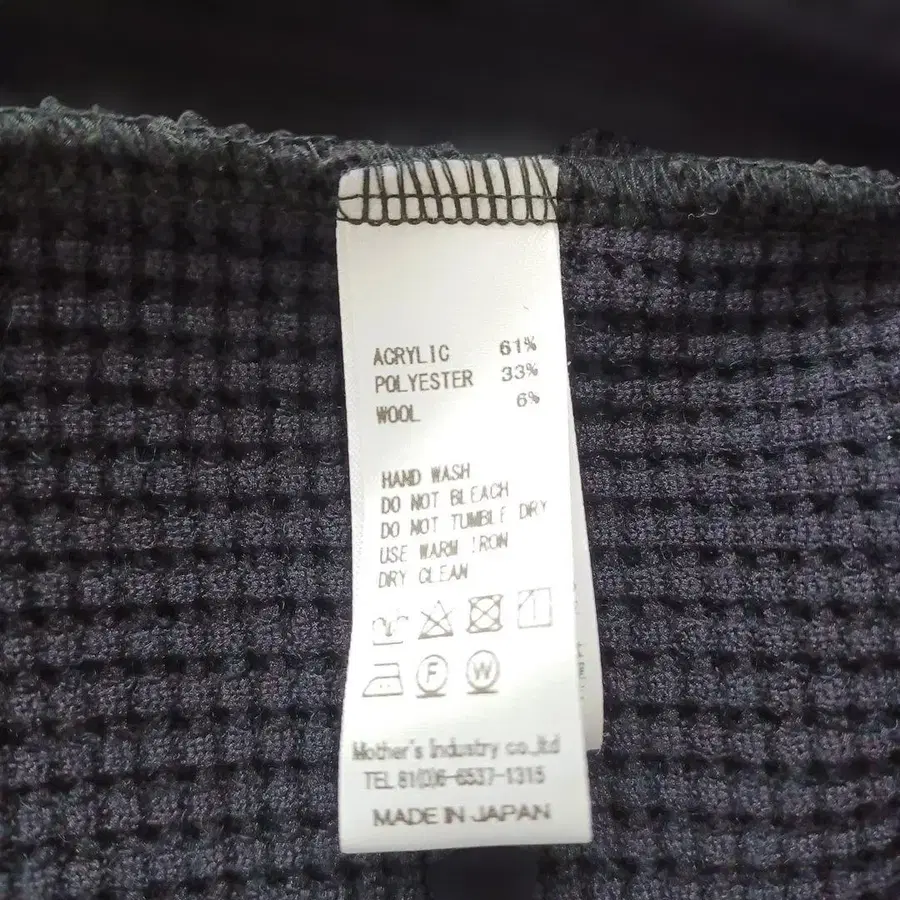 ACRYLIC 61%
POLYESTER 33%
WOOL 6%
HAND WASH
DO NOT BLEACH
DO NOT TUMBLE DRY
USE WARM IRON
DRY CLEAN
F W
Mother's Industry co.,ltd
TEL 81(0)6-6537-1315
MADE IN JAPAN